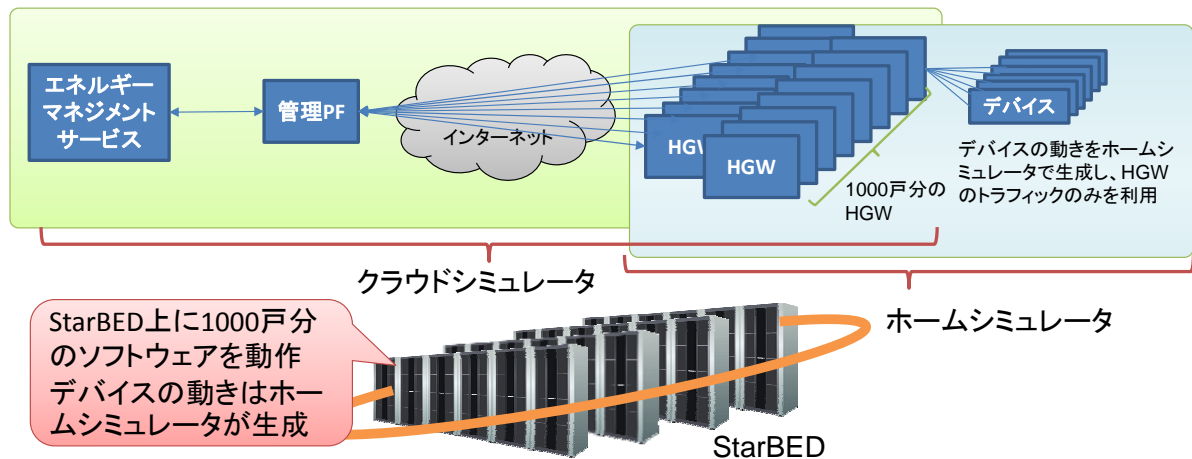 エネルギー
マネジメント
サービス
管理PF
インターネット
HGW
HGW
デバイス
デバイスの動きをホームシ
ミュレータで生成し、HGW
のトラフィックのみを利用
1000戸分の
HGW
クラウドシミュレータ
ホームシミュレータ
StarBED上に1000戸分
のソフトウェアを動作
デバイスの動きはホー
ムシミュレータが生成
StarBED